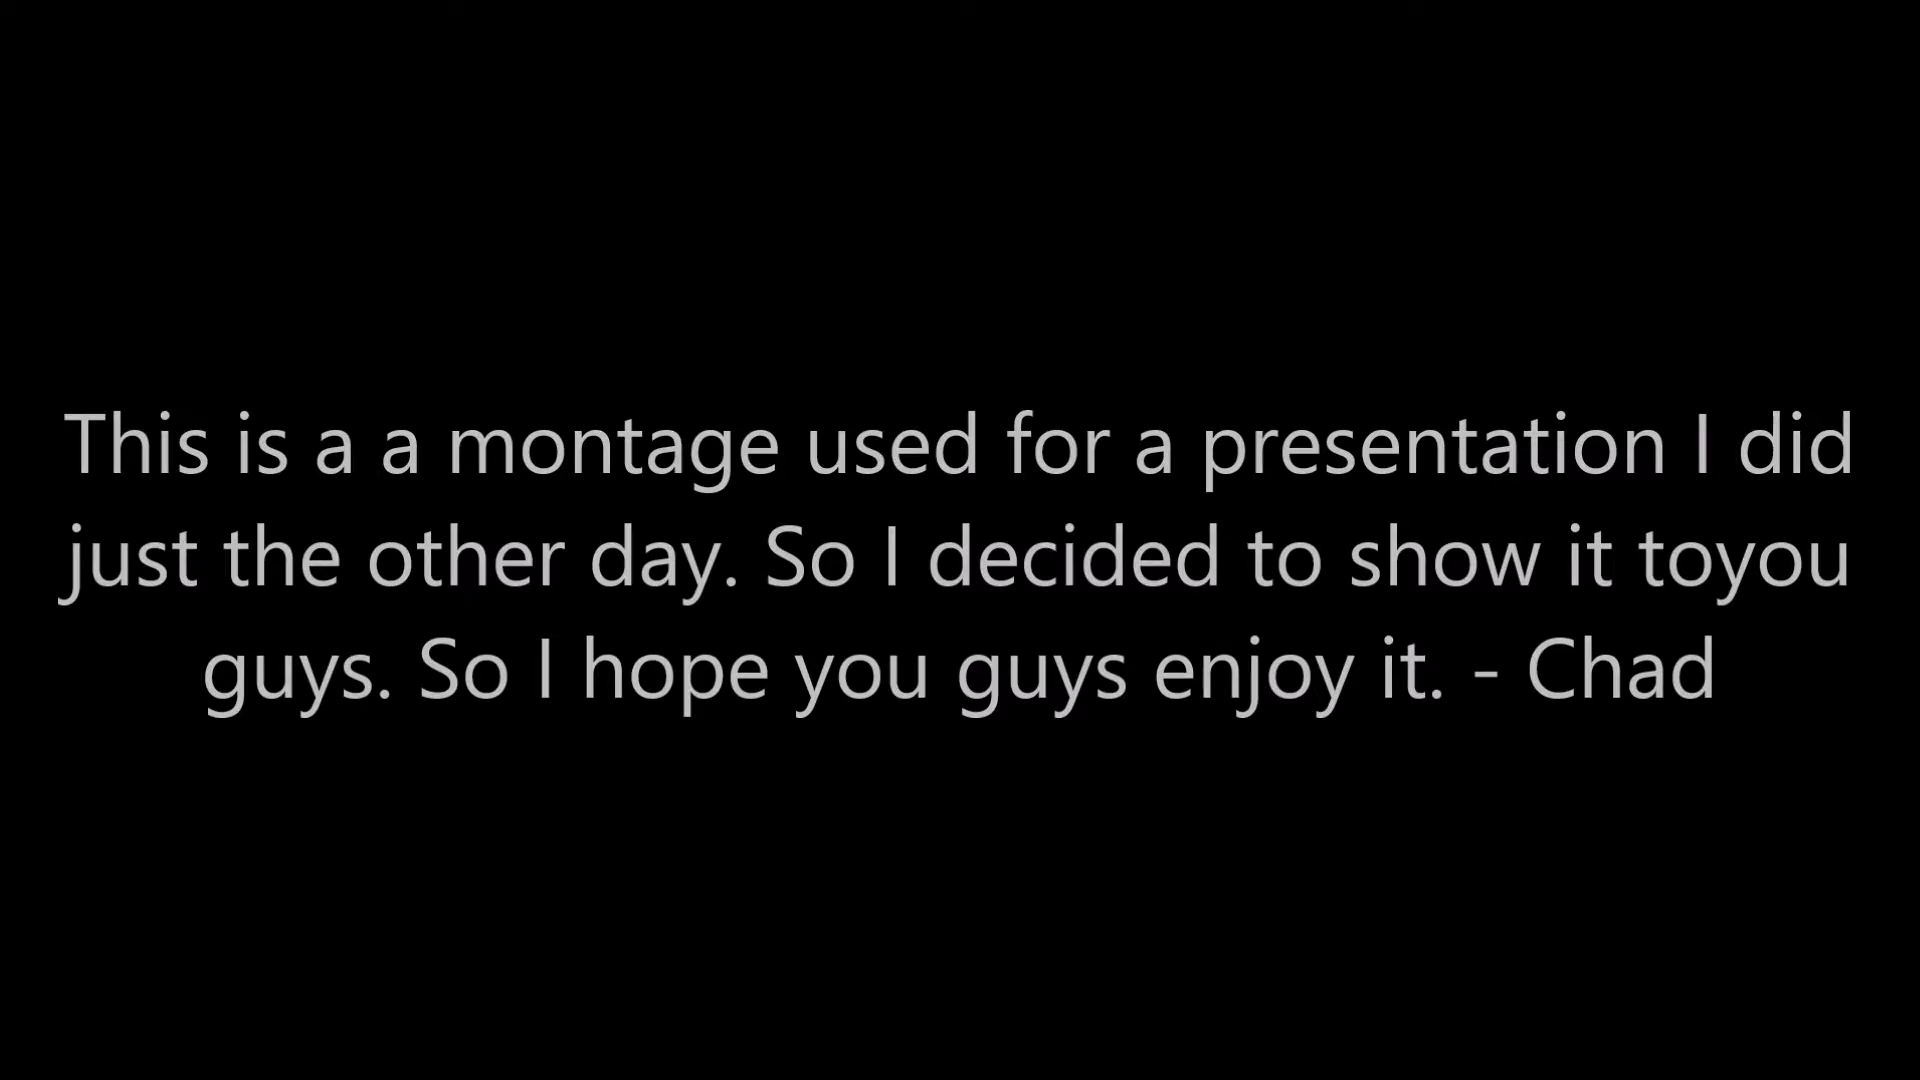 This is a a montage used for a presentation I did
just the other day. So I decided to show it toyou
guys. So I hope you guys enjoy it. - Chad